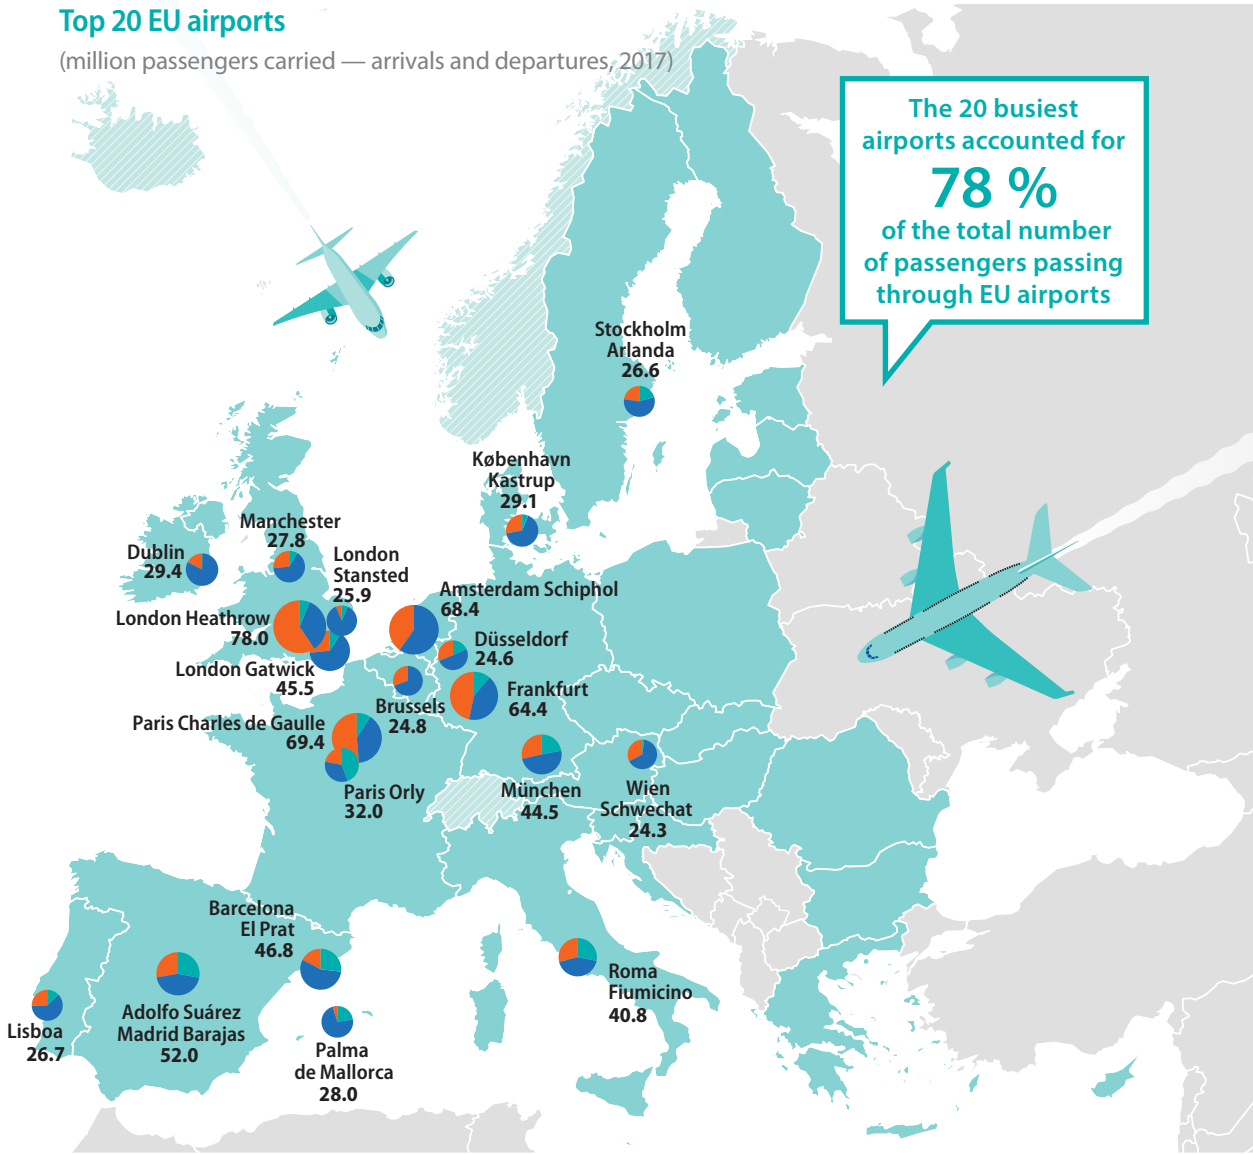 Top 20 EU airports
(million passengers carried — arrivals and departures, 2017)
The 20 busiest
airports accounted for
78 %
of the total number
of passengers passing
through EU airports
Stockholm
Arlanda
26.6
København
Kastrup
29.1
Manchester
27.8
Dublin
29.4
London
Stansted
25.9
Amsterdam Schiphol
68.4
London Heathrow
78.0
Düsseldorf
24.6
London Gatwick
45.5
Frankfurt
64.4
Brussels
24.8
Paris Charles de Gaulle
69.4
Paris Orly
32.0
München
44.5
Wien
Schwechat
24.3
Barcelona
El Prat
46.8
Roma
Fiumicino
40.8
Adolfo Suárez
Madrid Barajas
52.0
Lisboa
26.7
Palma
de Mallorca
28.0